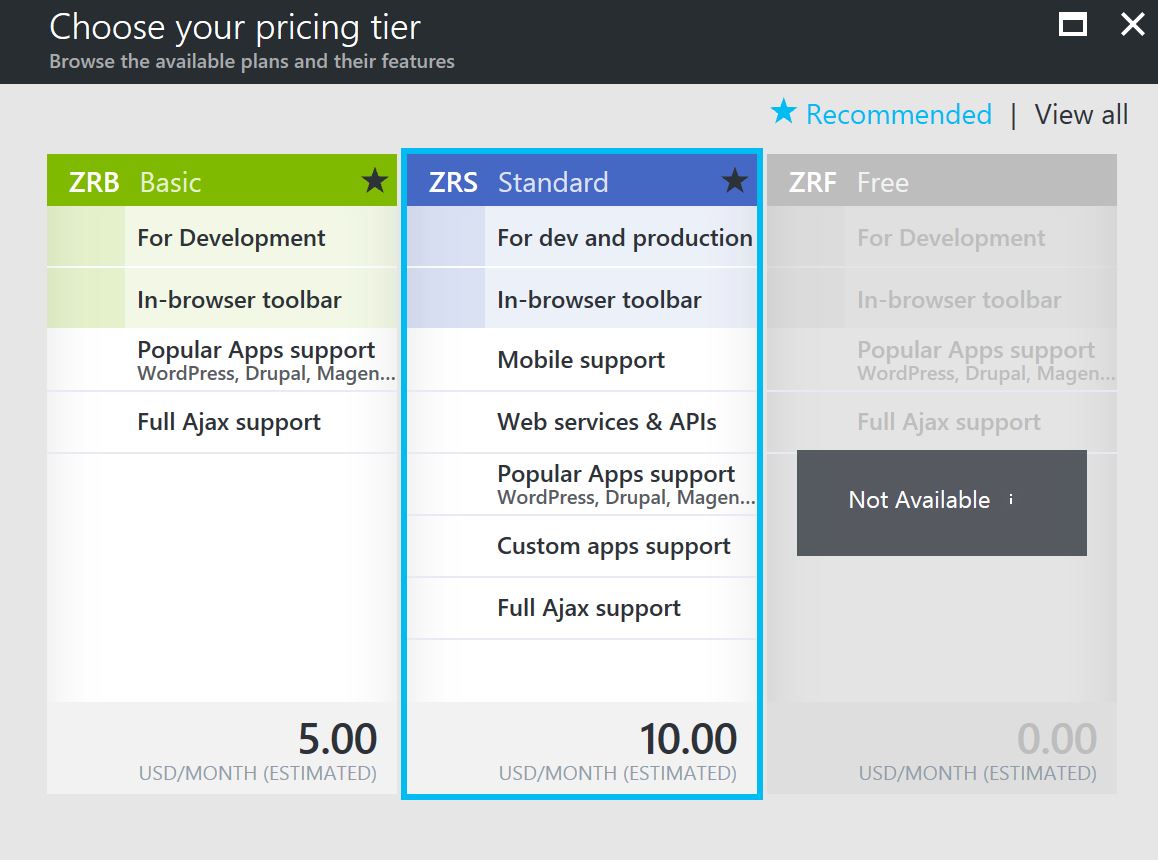 Choose your pricing tier
Browse the available plans and their features
Recommended | View all
ZRB Basic
For Development
In-browser toolbar
Popular Apps support
WordPress, Drupal, Magen...
Full Ajax support
5.00
USD/MONTH (ESTIMATED)
ZRS Standard
For dev and production
In-browser toolbar
Mobile support
Web services & APIs
Popular Apps support
WordPress, Drupal, Magen...
Custom apps support
Full Ajax support
10.00
USD/MONTH (ESTIMATED)
ZRF Free
For Development
In-browser toolbar
Popular Apps support
WordPress, Drupal, Magen...
Full Ajax support
Not Available i
0.00
USD/MONTH (ESTIMATED)